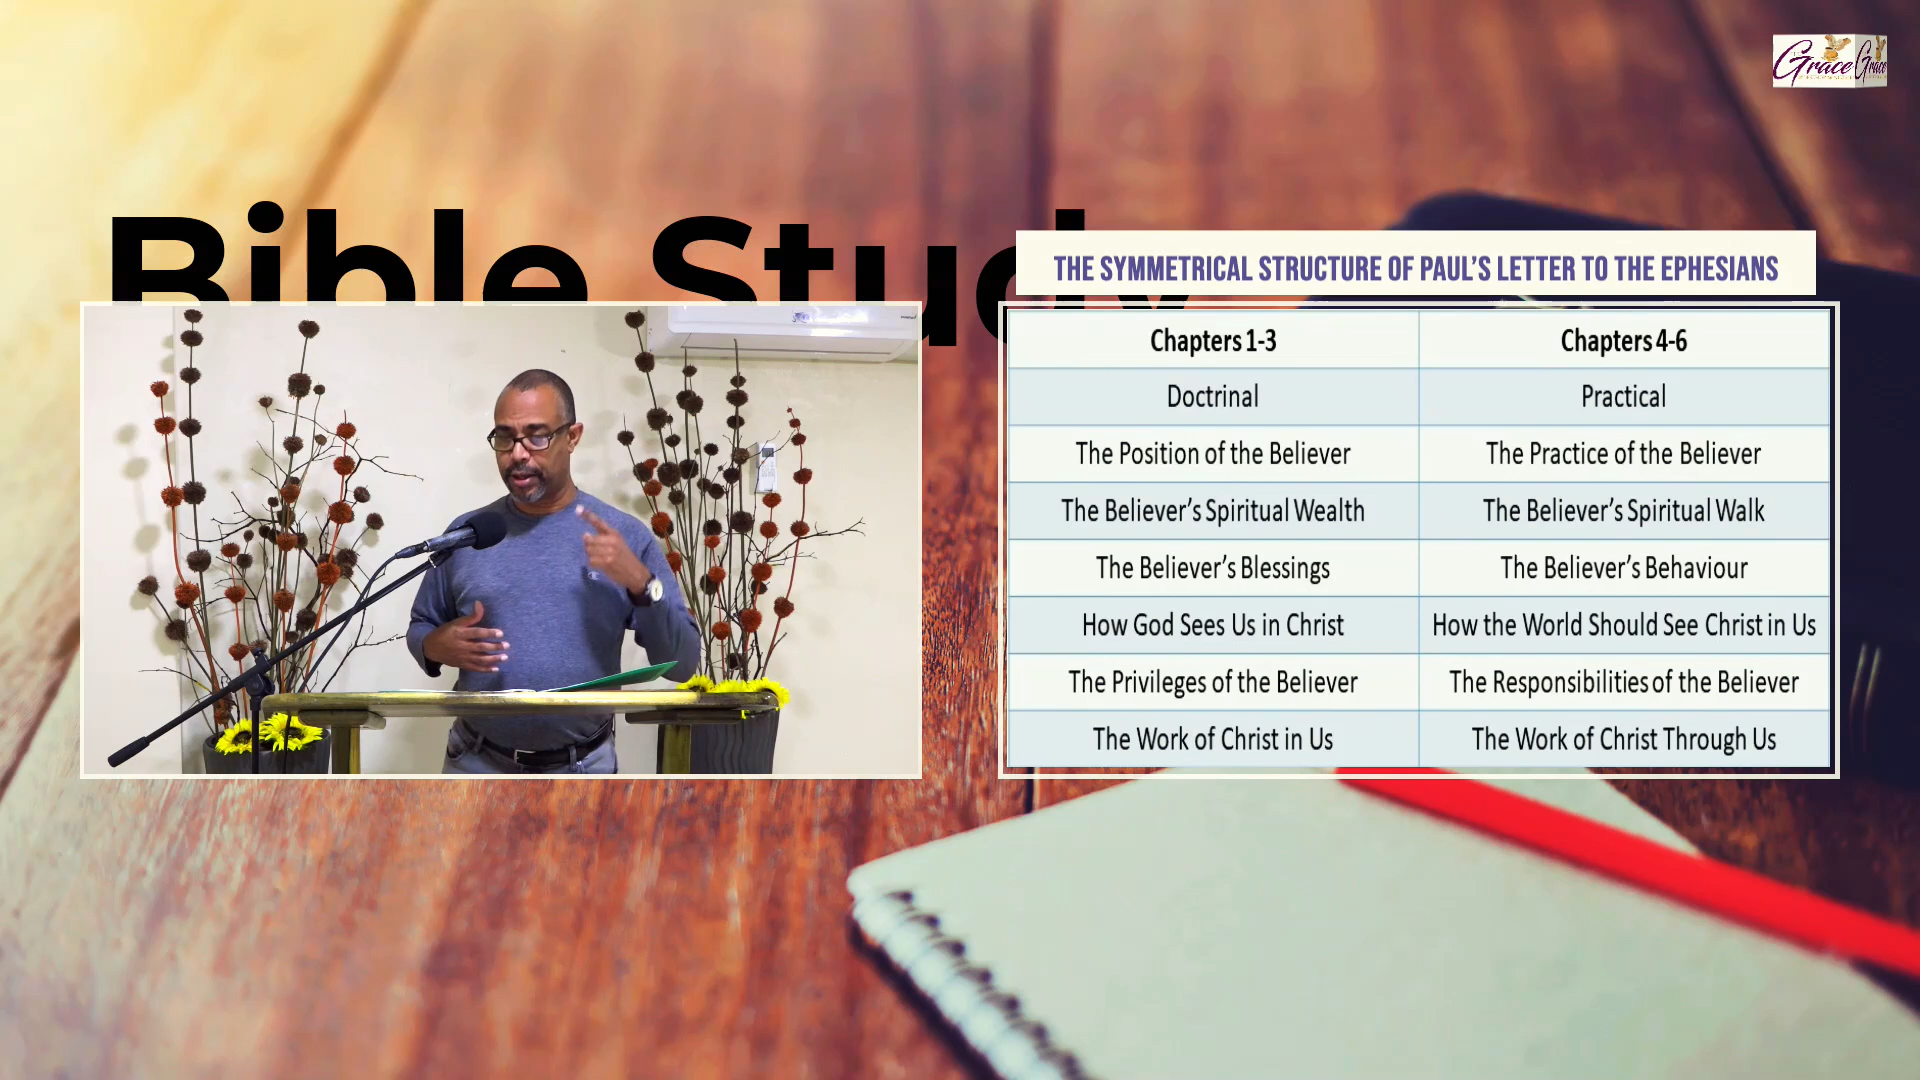 Grace Grace
Bible Study
THE SYMMETRICAL STRUCTURE OF PAUL'S LETTER TO THE EPHESIANS
Chapters 1-3 Chapters 4-6
Doctrinal Practical
The Position of the Believer The Practice of the Believer
The Believer's Spiritual Wealth The Believer's Spiritual Walk
The Believer's Blessings The Believer's Behaviour
How God Sees Us in Christ How the World Should See Christ in Us
The Privileges of the Believer The Responsibilities of the Believer
The Work of Christ in Us The Work of Christ Through Us